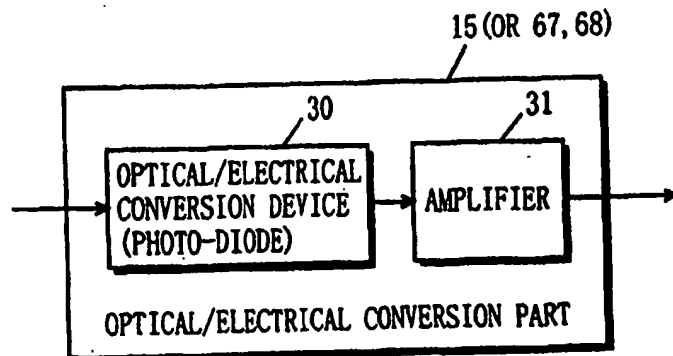 15(OR 67,68)
30
31
OPTICAL/ELECTRICAL
CONVERSION DEVICE
(PHOTO-DIODE)
AMPLIFIER
OPTICAL/ELECTRICAL CONVERSION PART